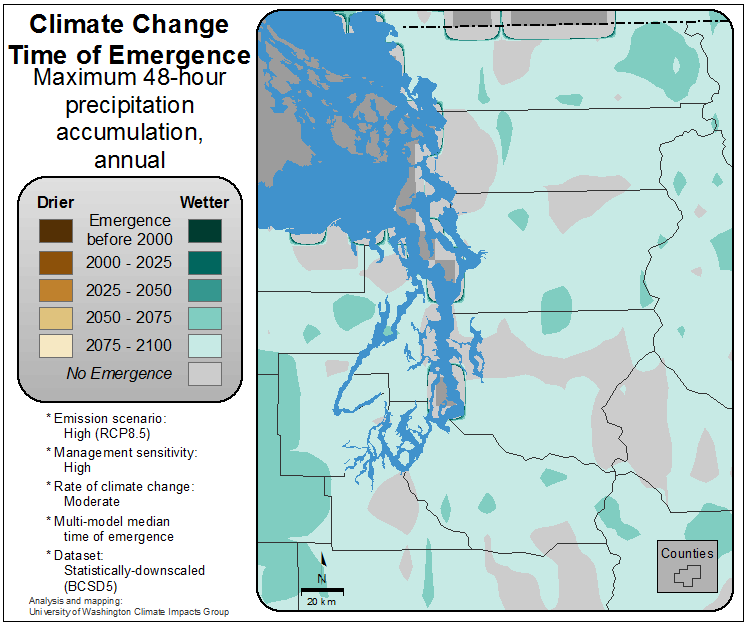 Climate Change
Time of Emergence
Maximum 48-hour
precipitation
accumulation,
annual
Drier Wetter
Emergence
before 2000
2000 - 2025
2025 - 2050
2050 - 2075
2075 - 2100
No Emergence
* Emission scenario:
High (RCP8.5)
* Management sensitivity:
High
* Rate of climate change:
Moderate
* Multi-model median
time of emergence
* Dataset:
Statistically-downscaled
(BCSD5)
Analysis and mapping:
University of Washington Climate Impacts Group
N
20 km
Counties